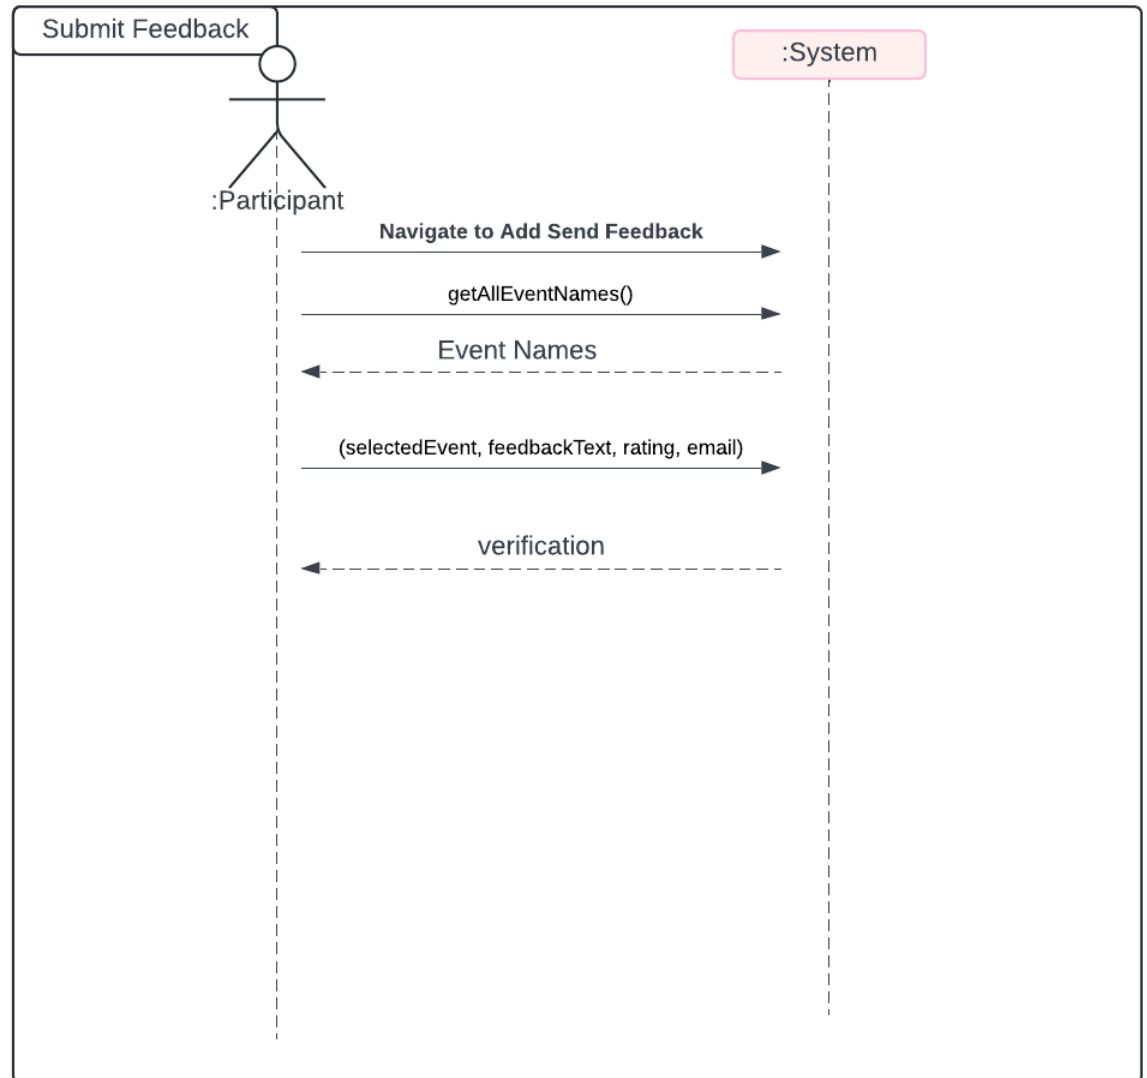 Submit Feedback
:System
:Participant
Navigate to Add Send Feedback
getAllEventNames()
Event Names
(selectedEvent, feedbackText, rating, email)
verification